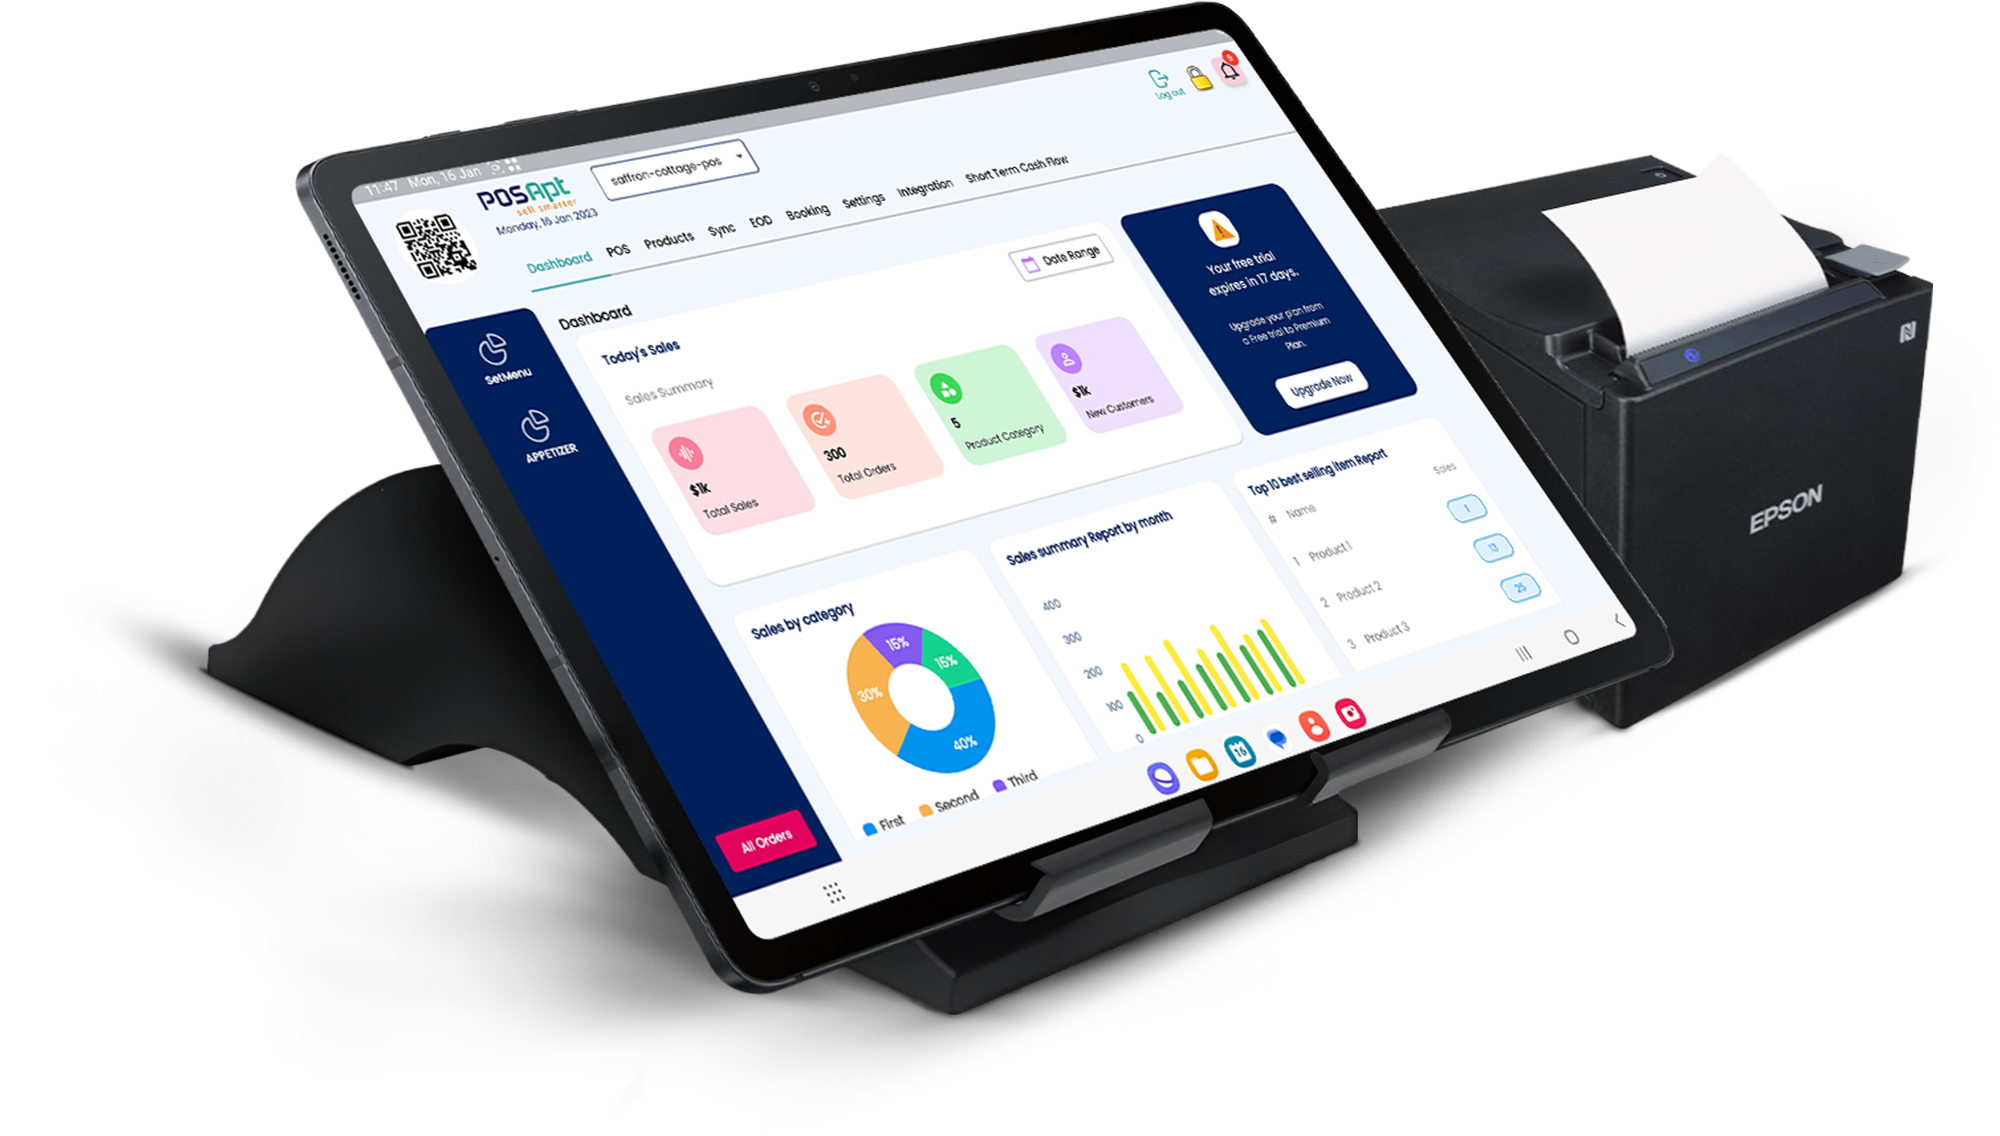 11:47 Mon, 16 Jan
POSApt
sell smarter
Monday, 16 Jan 2023
saffron-cottage-pos
Log out
Dashboard POS Products Sync EOD Booking Settings Integration Short Term Cash Flow
SetMenu
APPETIZER
All Orders
Dashboard
Date Range
Today's Sales
Sales Summary
$1k
Total Sales
300
Total Orders
5
Product Category
$1k
New Customers
Your free trial
expires in 17 days.
Upgrade your plan from
a Free trial to Premium
Plan.
Upgrade Now
Sales by category
15%
15%
30%
40%
First Second Third
Sales summary Report by month
400
300
200
100
0
Top 10 best selling item Report
# Name Sales
1 Product 1 1
2 Product 2 13
3 Product 3 25
16
EPSON